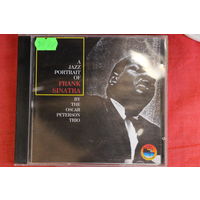 A
JAZZ
PORTRAIT
OF
FRANK
SINATRA
BY
THE
OSCAR
PETERSON
TRIO